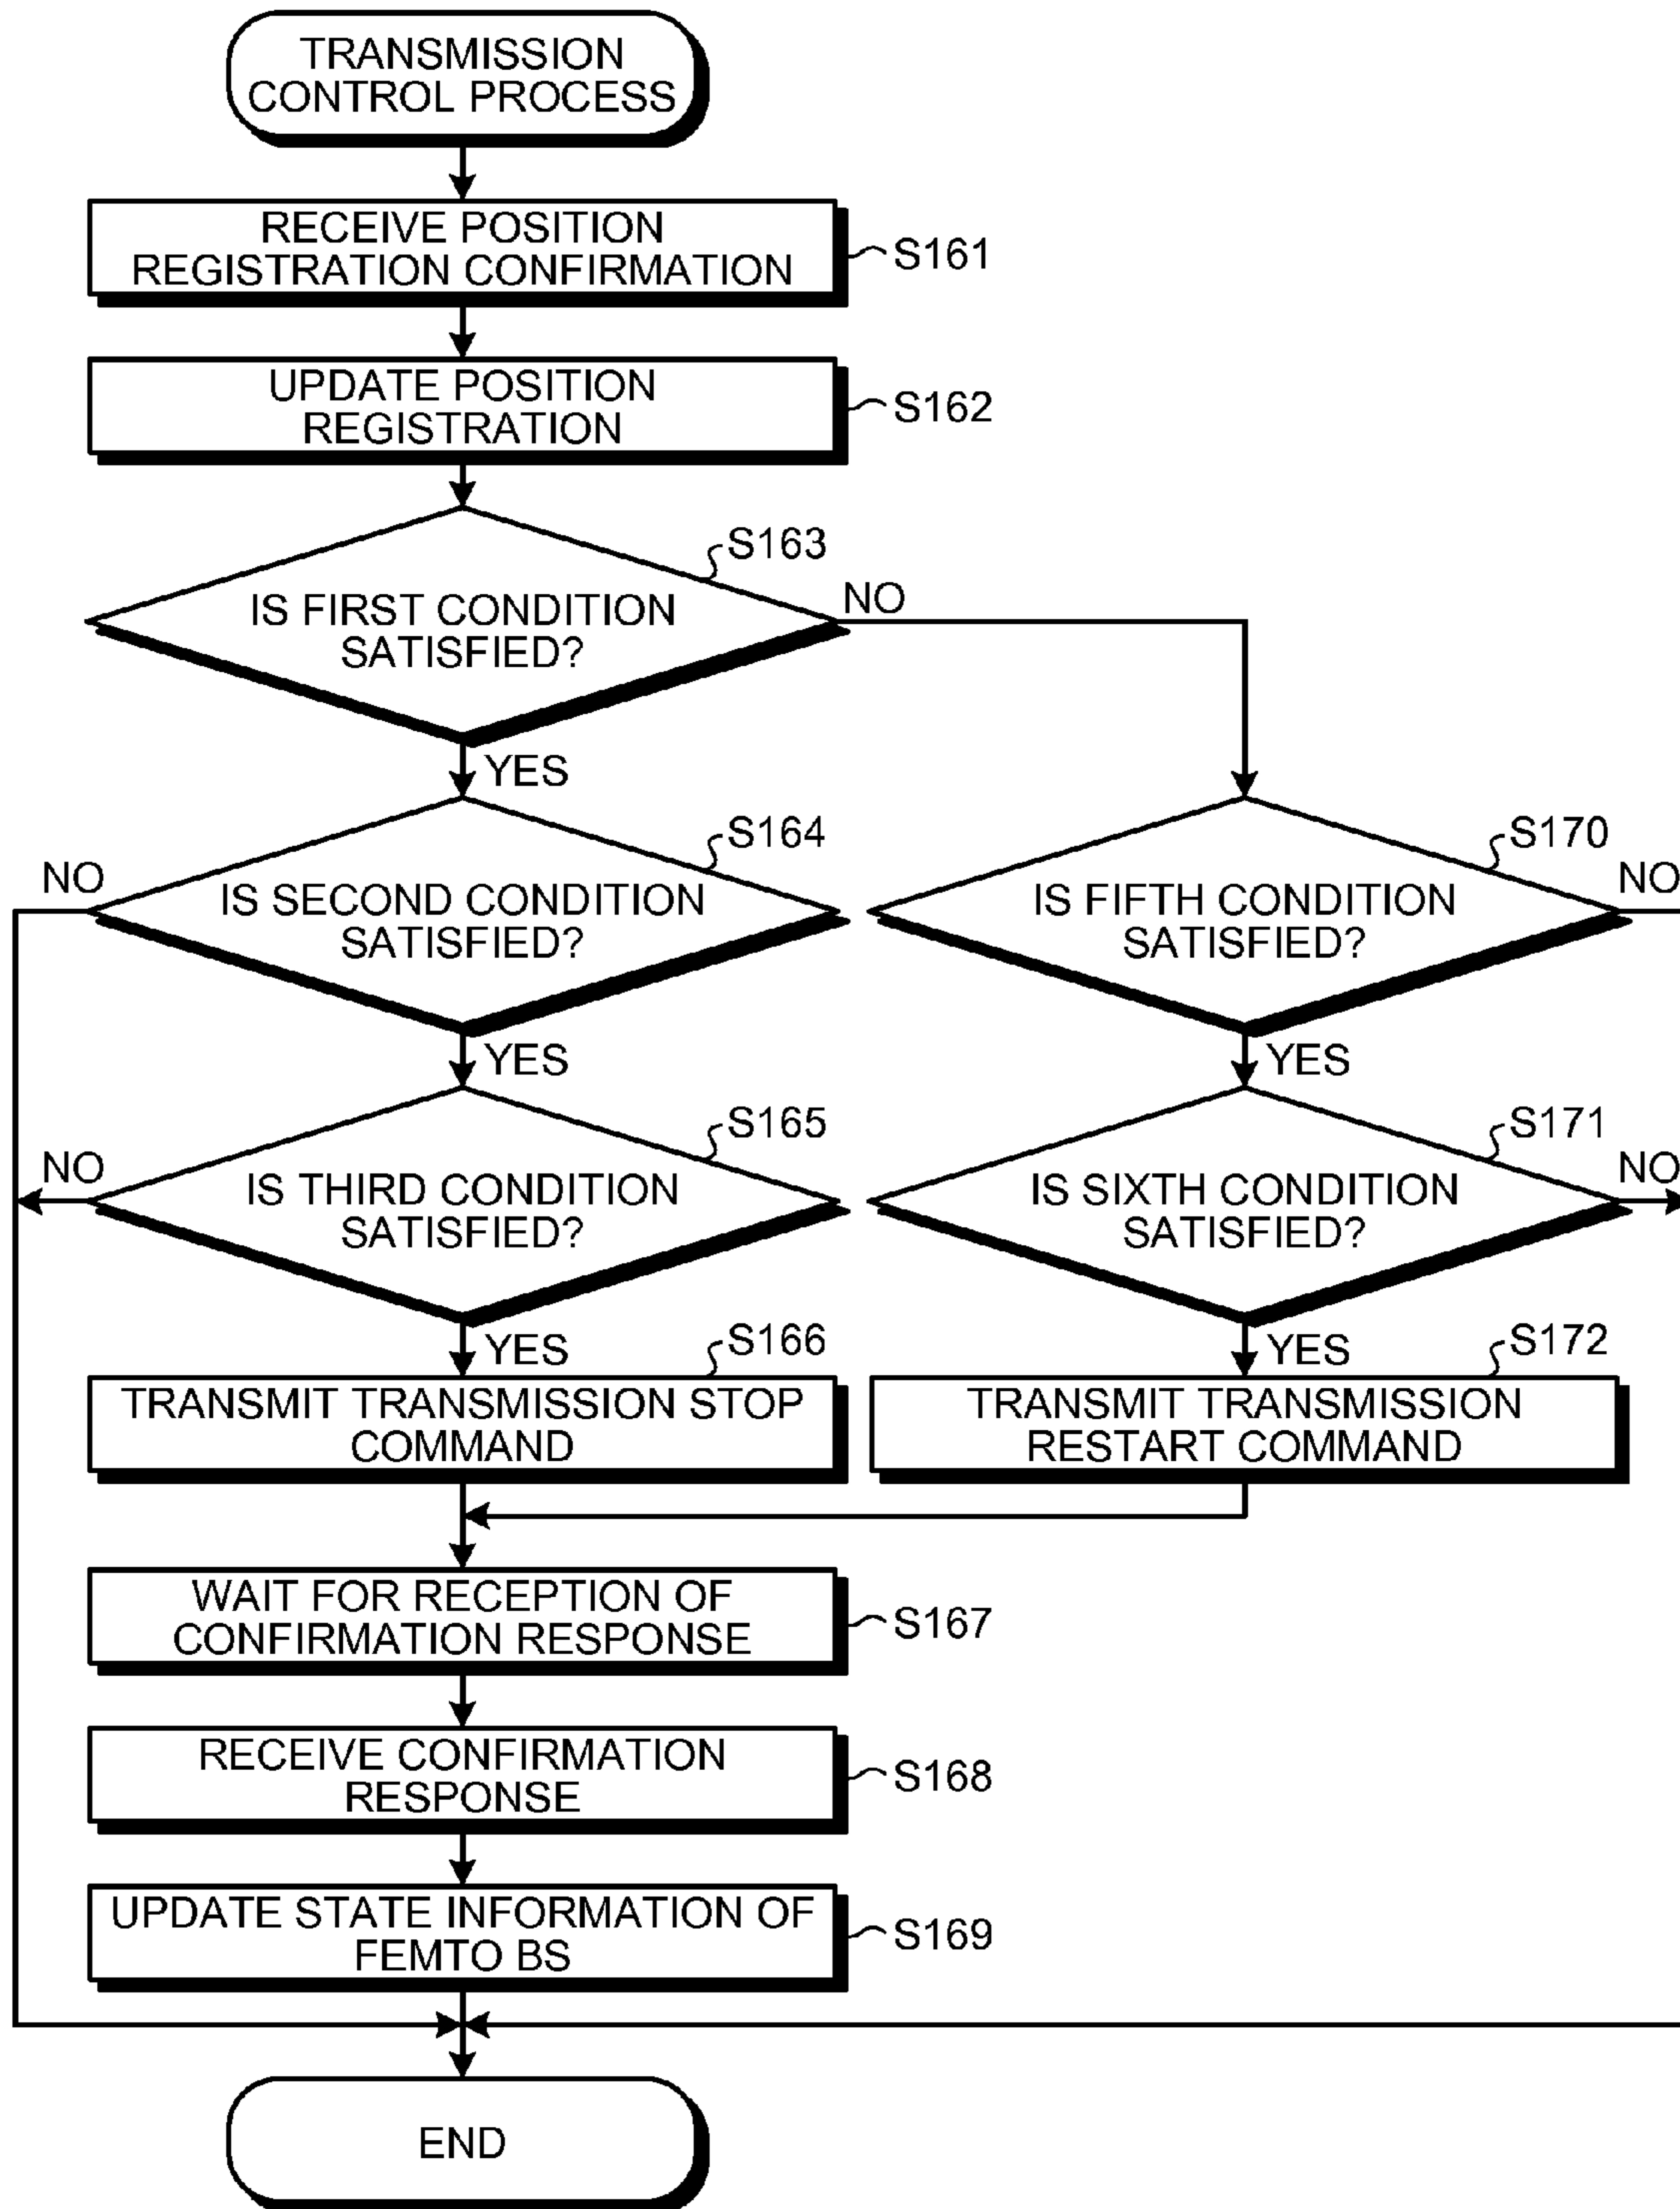 TRANSMISSION
CONTROL PROCESS
RECEIVE POSITION
REGISTRATION CONFIRMATION
S161
UPDATE POSITION
REGISTRATION
S162
S163
IS FIRST CONDITION
SATISFIED?
NO
YES
S164
NO
IS SECOND CONDITION
SATISFIED?
S170
IS FIFTH CONDITION
SATISFIED?
NO
YES
YES
S165
NO
IS THIRD CONDITION
SATISFIED?
S171
IS SIXTH CONDITION
SATISFIED?
NO
YES
S166
TRANSMIT TRANSMISSION STOP
COMMAND
YES
S172
TRANSMIT TRANSMISSION
RESTART COMMAND
WAIT FOR RECEPTION OF
CONFIRMATION RESPONSE
S167
RECEIVE CONFIRMATION
RESPONSE
S168
UPDATE STATE INFORMATION OF
FEMTO BS
S169
END